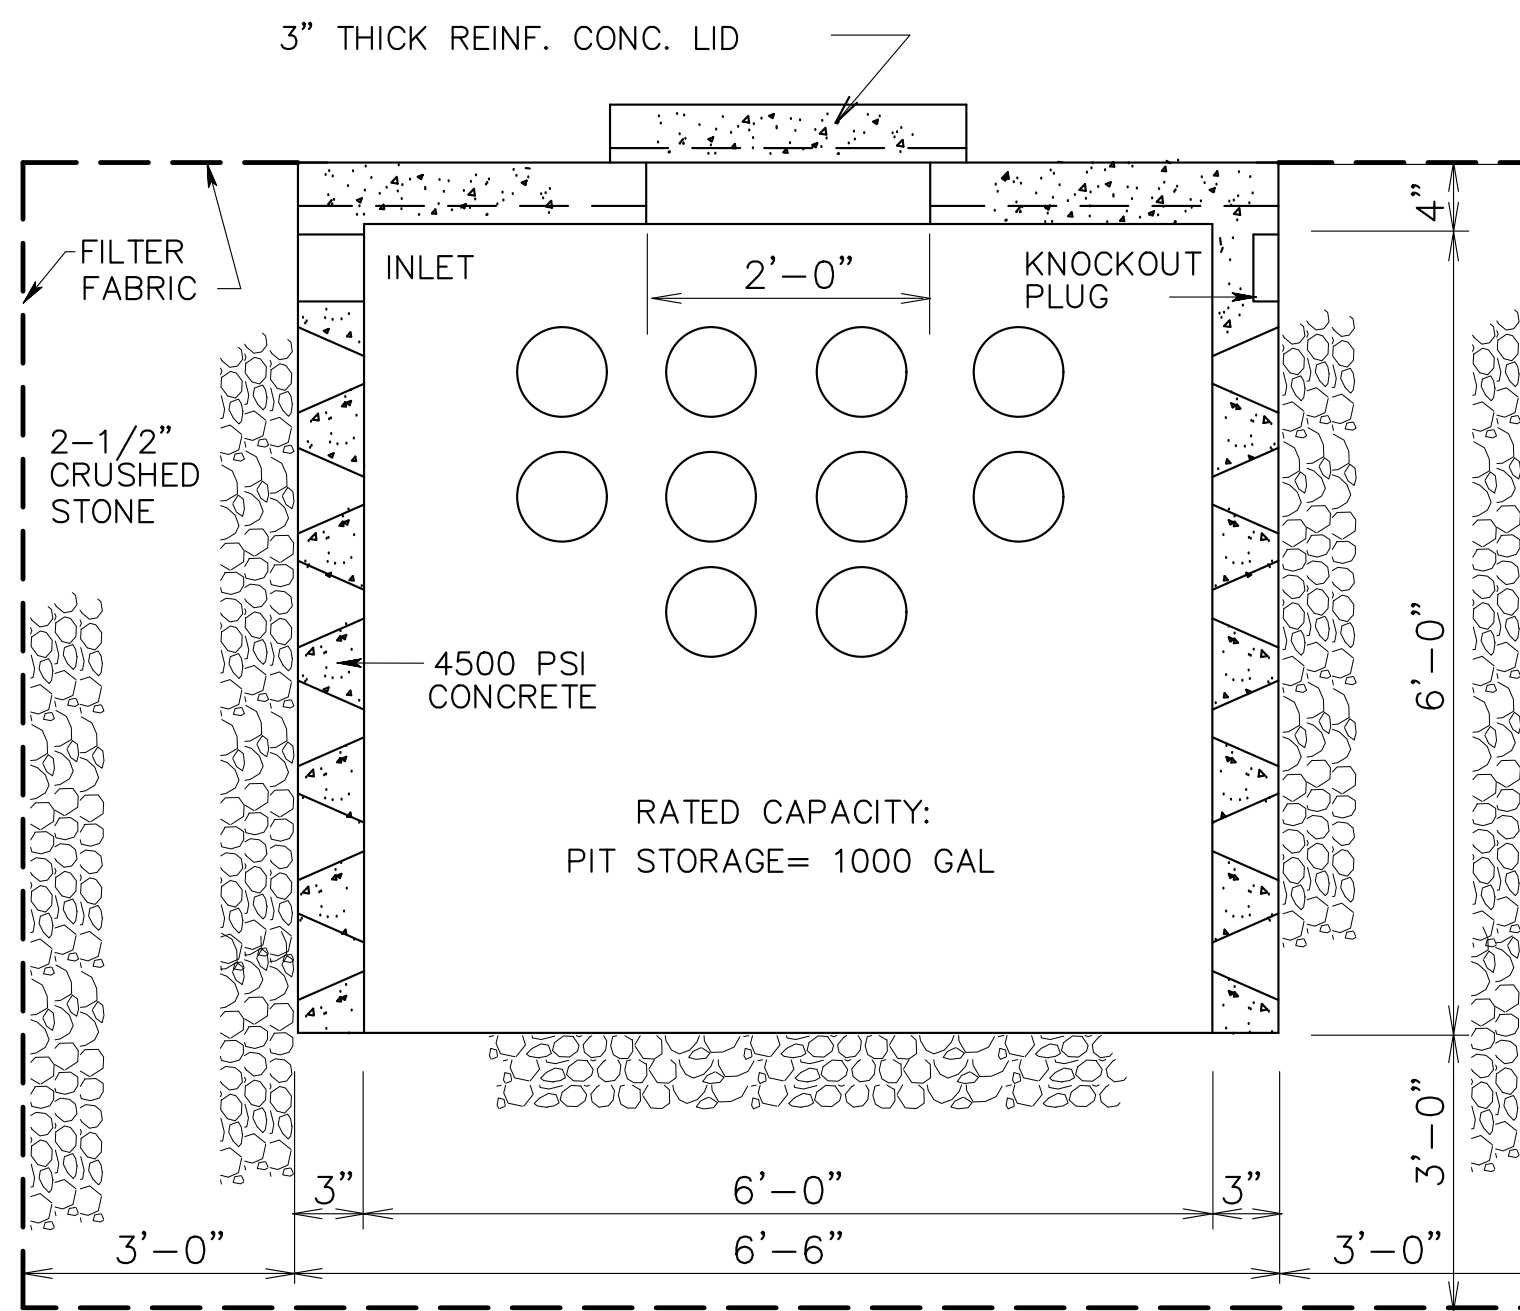 3” THICK REINF. CONC. LID
4”
FILTER
FABRIC
INLET
2'-0”
KNOCKOUT
PLUG
2-1/2”
CRUSHED
STONE
4500 PSI
CONCRETE
6'-0”
RATED CAPACITY:
PIT STORAGE= 1000 GAL
3'-0”
3”
6'-0”
3”
3'-0”
6'-6”
3'-0”